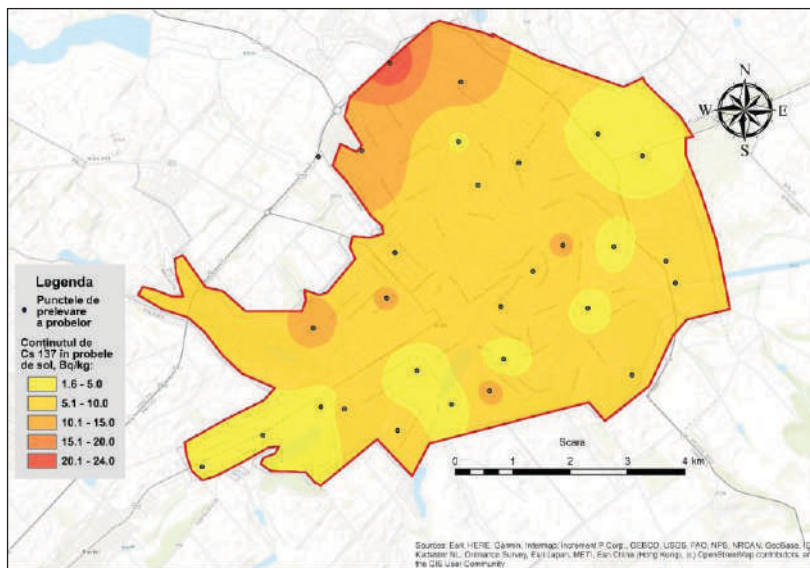 N
W E
S
Legenda
Punctele de
prelevare
a probelor
Conținutul de
Cs 137 în probele
de sol, Bq/kg:
1.6 - 5.0
5.1 - 10.0
10.1 - 15.0
15.1 - 20.0
20.1 - 24.0
Scara
0 1 2 3 4 km
Sources: Esri, HERE, Garmin, Intermap, increment P Corp., GEBCO, USGS, FAO, NPS, NRCAN, GeoBase, IG
Kadaster NL, Ordnance Survey, Esri Japan, METI, Esri China (Hong Kong), (c) OpenStreetMap contributors, an
the GIS User Community